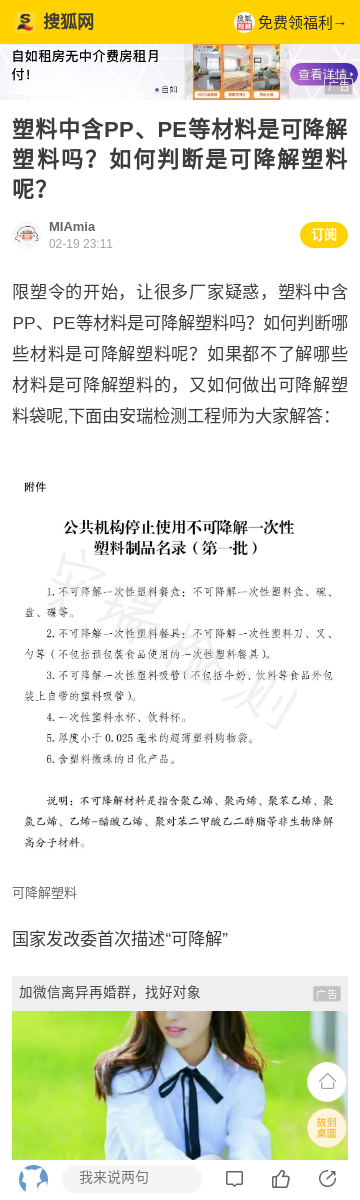 搜狐网
免费领福利→
自如租房无中介费房租月
付！
自如
查看详情
广告
塑料中含PP、PE等材料是可降解
塑料吗？如何判断是可降解塑料
呢？
MIAmia
02-19 23:11
订阅
限塑令的开始，让很多厂家疑惑，塑料中含
PP、PE等材料是可降解塑料吗？如何判断哪
些材料是可降解塑料呢？如果都不了解哪些
材料是可降解塑料的，又如何做出可降解塑
料袋呢,下面由安瑞检测工程师为大家解答：
附件
公共机构停止使用不可降解一次性
塑料制品名录（第一批）
1.不可降解一次性塑料餐盒：不可降解一次性塑料盒、碗、
盘、碟等。
2.不可降解一次性塑料餐具：不可降解一次性塑料刀、叉、
勺等（不包括预包装食品使用的一次性塑料餐具）。
3.不可降解一次性塑料吸管（不包括牛奶、饮料等食品外包
装上自带的塑料吸管）。
4.一次性塑料水杯、饮料杯。
5.厚度小于 0.025 毫米的超薄塑料购物袋。
6.含塑料微珠的日化产品。
安瑞检测
说明：不可降解材料是指含聚乙烯、聚丙烯、聚苯乙烯、聚
氯乙烯、乙烯-醋酸乙烯、聚对苯二甲酸乙二醇酯等非生物降解
高分子材料。
可降解塑料
国家发改委首次描述“可降解”
加微信离异再婚群，找好对象
广告
放到
桌面
我来说两句